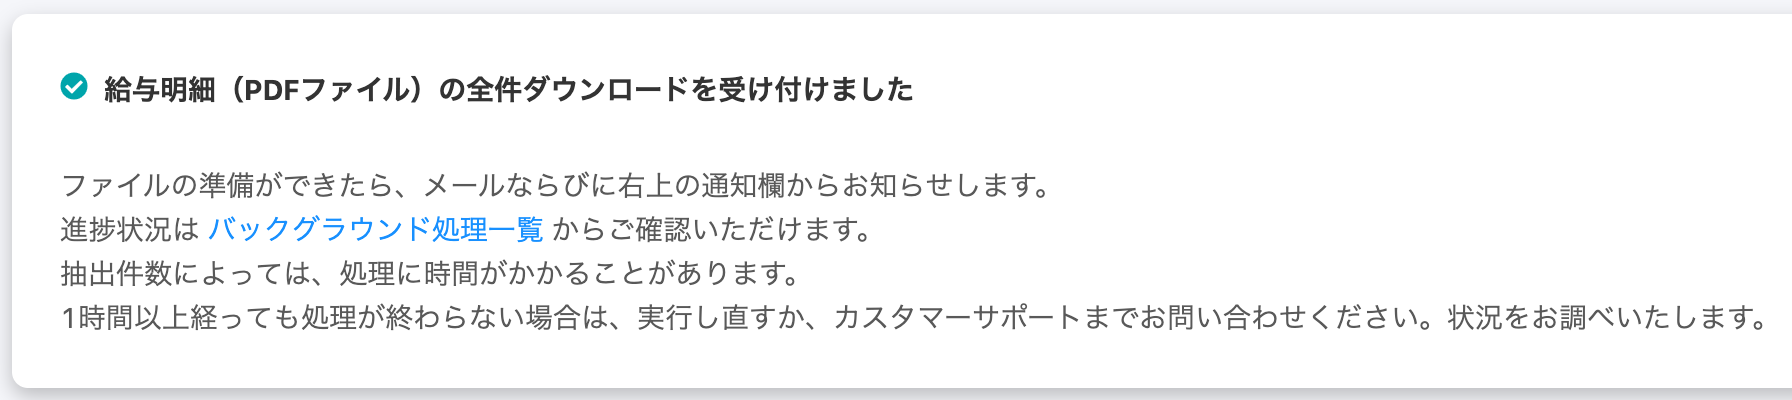 給与明細（PDFファイル）の全件ダウンロードを受け付けました
ファイルの準備ができたら、メールならびに右上の通知欄からお知らせします。
進捗状況は バックグラウンド処理一覧 からご確認いただけます。
抽出件数によっては、処理に時間がかかることがあります。
1時間以上経っても処理が終わらない場合は、実行し直すか、カスタマーサポートまでお問い合わせください。状況をお調べいたします。